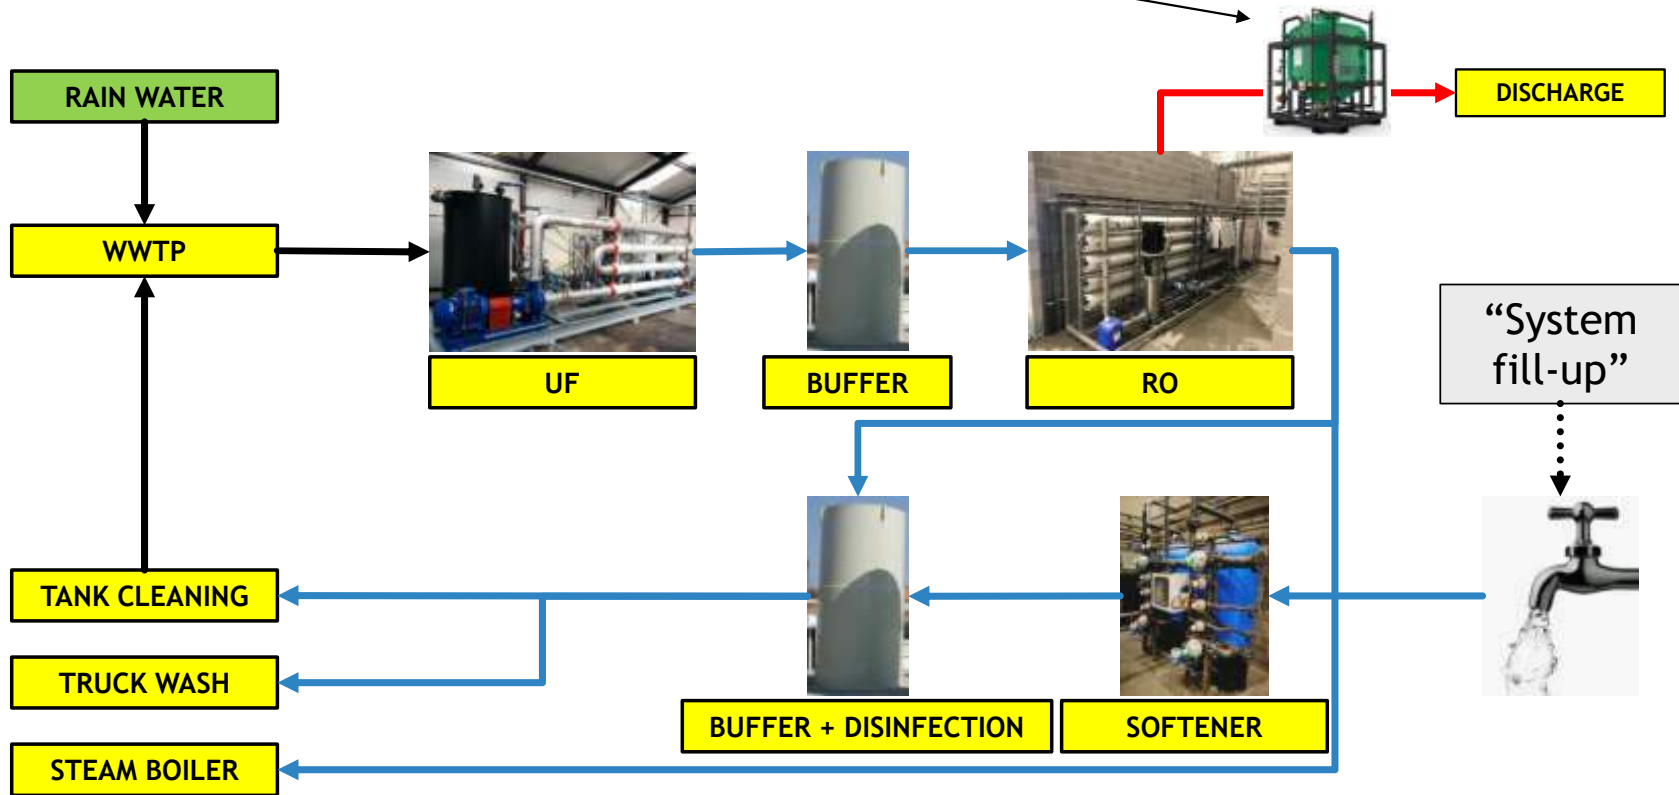 RAIN WATER
DISCHARGE
WWTP
UF
BUFFER
RO
“System
fill-up”
TANK CLEANING
TRUCK WASH
BUFFER + DISINFECTION
SOFTENER
STEAM BOILER